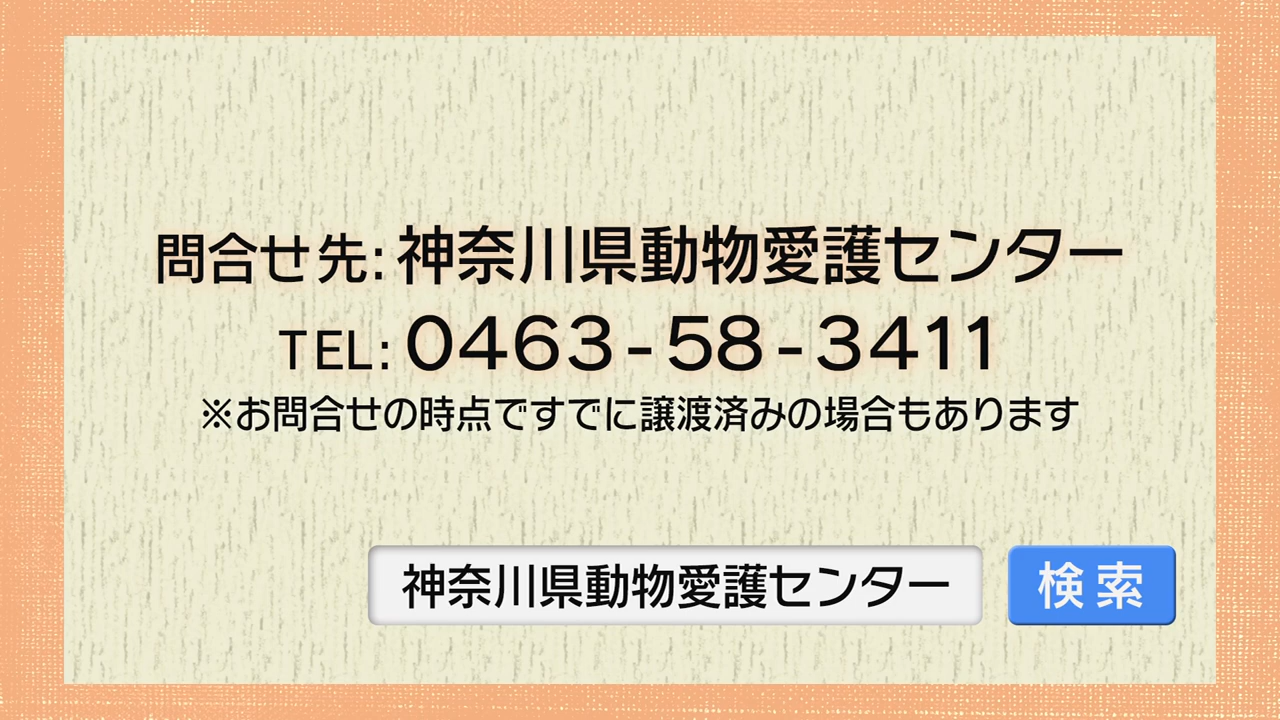 問合せ先:神奈川県動物愛護センター
TEL:0463-58-3411
※お問合せの時点ですでに譲渡済みの場合もあります
神奈川県動物愛護センター 検索